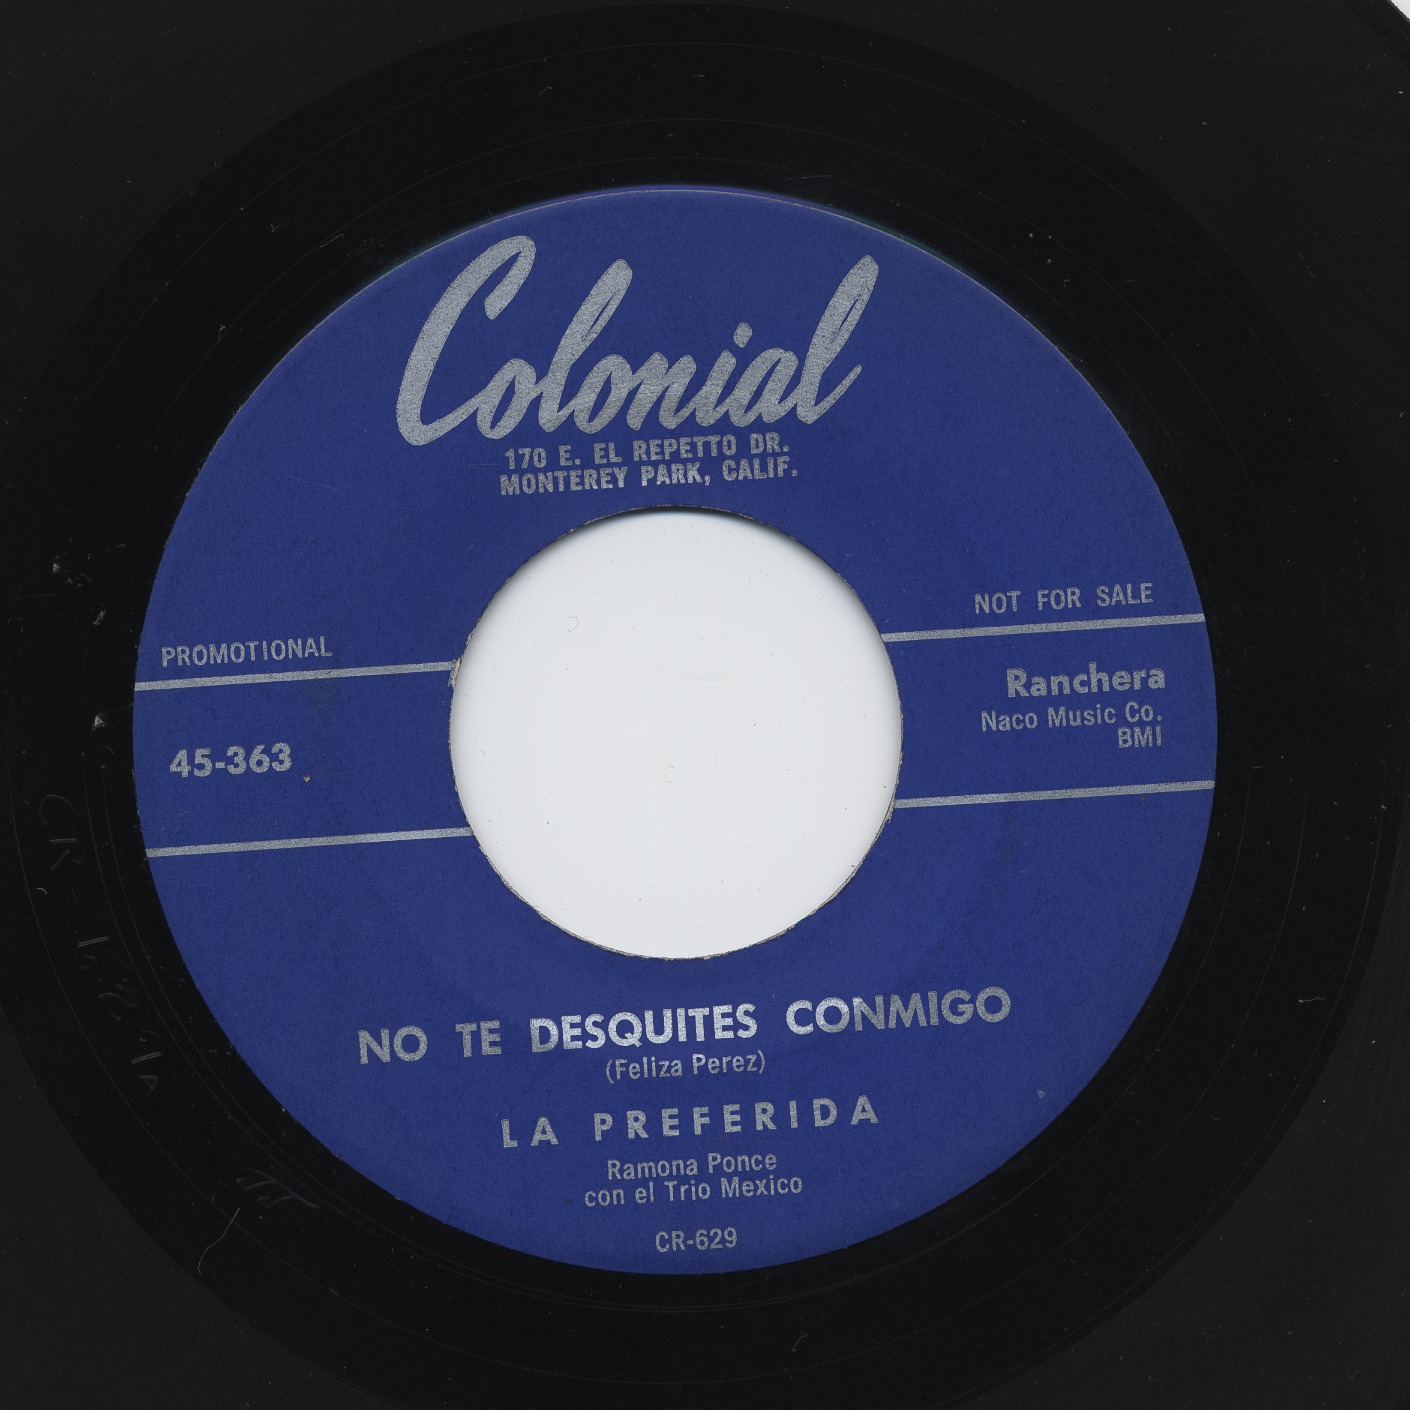 Colonial
170 E. EL REPETTO DR.
MONTEREY PARK, CALIF.
PROMOTIONAL
NOT FOR SALE
45-363
Ranchera
Naco Music Co.
BMI
NO TE DESQUITES CONMIGO
(Feliza Perez)
LA PREFERIDA
Ramona Ponce
con el Trio Mexico
CR-629